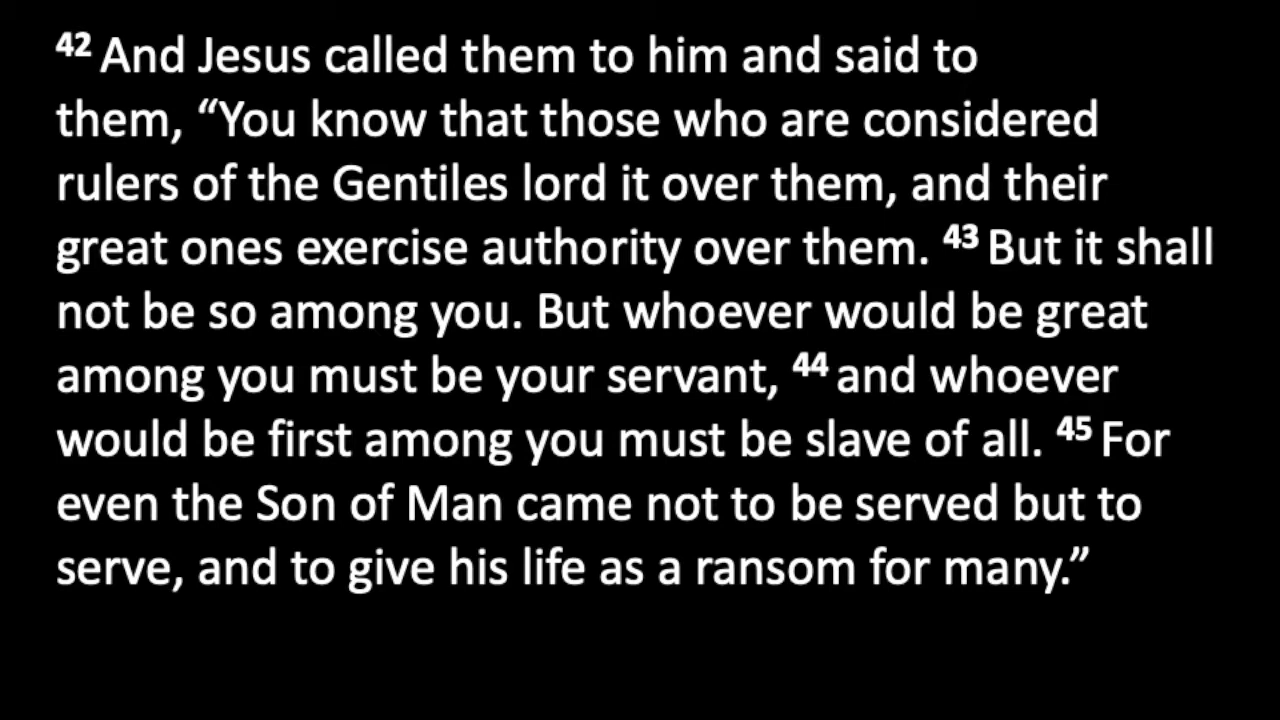 42 And Jesus called them to him and said to
them, “You know that those who are considered
rulers of the Gentiles lord it over them, and their
great ones exercise authority over them. 43 But it shall
not be so among you. But whoever would be great
among you must be your servant, 44 and whoever
would be first among you must be slave of all. 45 For
even the Son of Man came not to be served but to
serve, and to give his life as a ransom for many.”